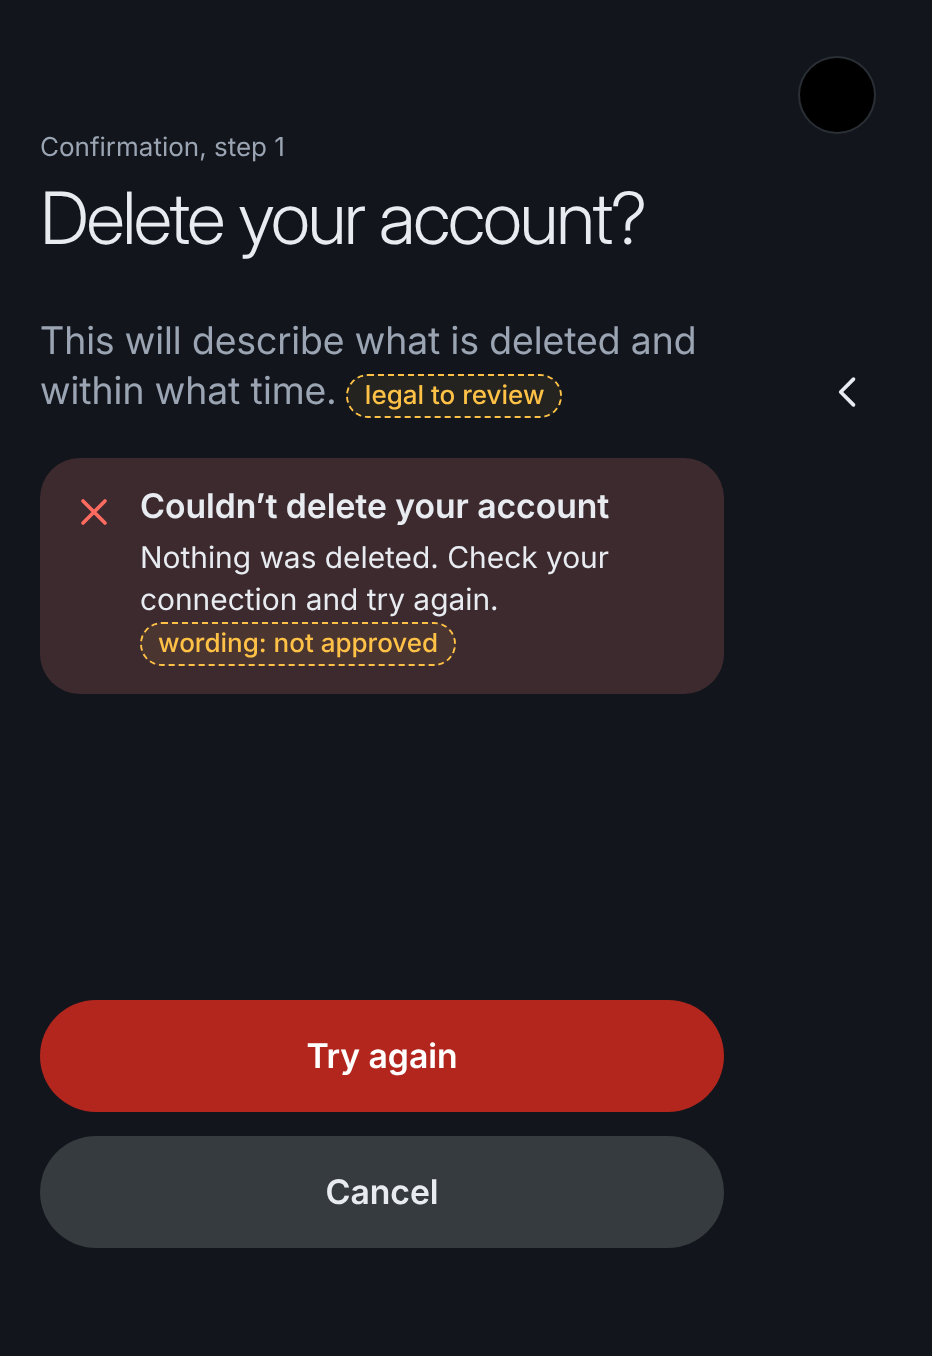 Confirmation, step 1
Delete your account?
This will describe what is deleted and
within what time. legal to review
Couldn’t delete your account
Nothing was deleted. Check your
connection and try again.
wording: not approved
Try again
Cancel